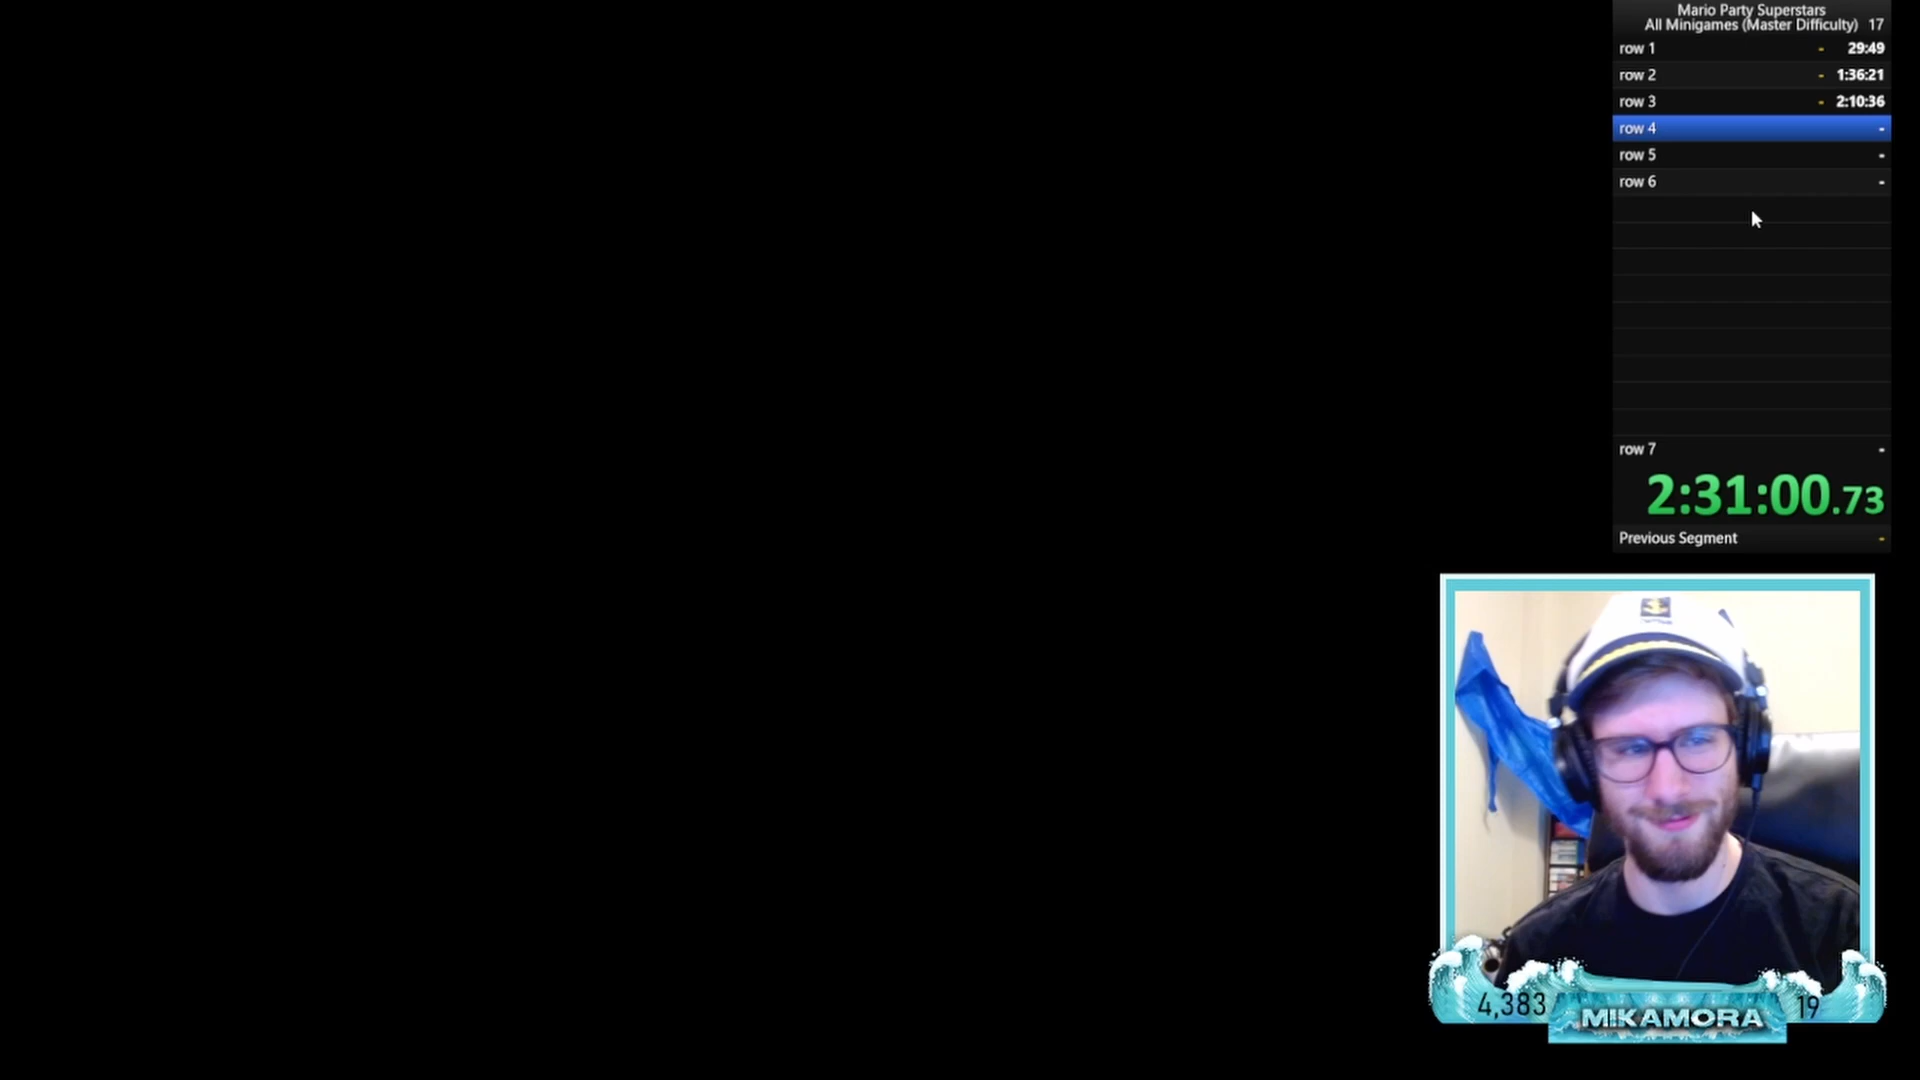 Mario Party Superstars
All Minigames (Master Difficulty) 17
row 1 - 29:49
row 2 - 1:36:21
row 3 - 2:10:36
row 4 -
row 5 -
row 6 -
row 7 -
2:31:00.73
Previous Segment -
4,383 19
MIKAMORA